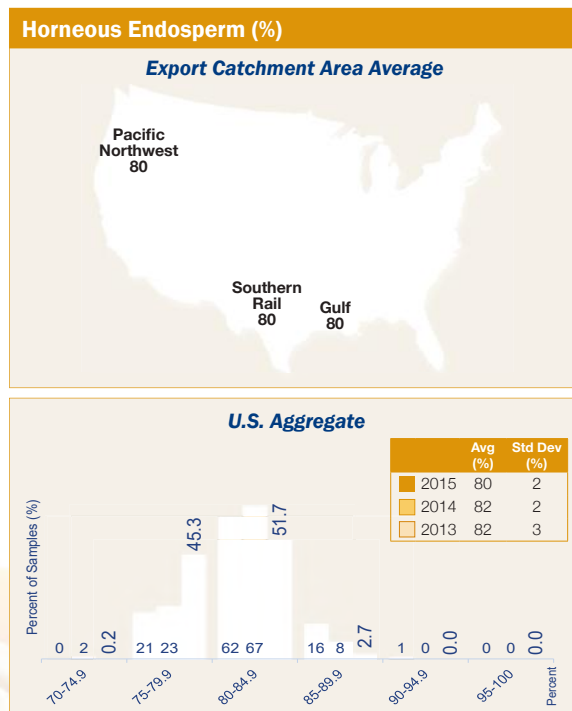 Horneous Endosperm (%)
Export Catchment Area Average
Pacific
Northwest
80
Southern
Rail
80
Gulf
80
U.S. Aggregate
Avg
(%)
Std Dev
(%)
2015 80 2
2014 82 2
2013 82 3
Percent of Samples (%)
0 2 0.2
21 23 45.3
62 67 51.7
16 8 2.7
1 0 0.0
0 0 0.0
70-74.9
75-79.9
80-84.9
85-89.9
90-94.9
95-100
Percent